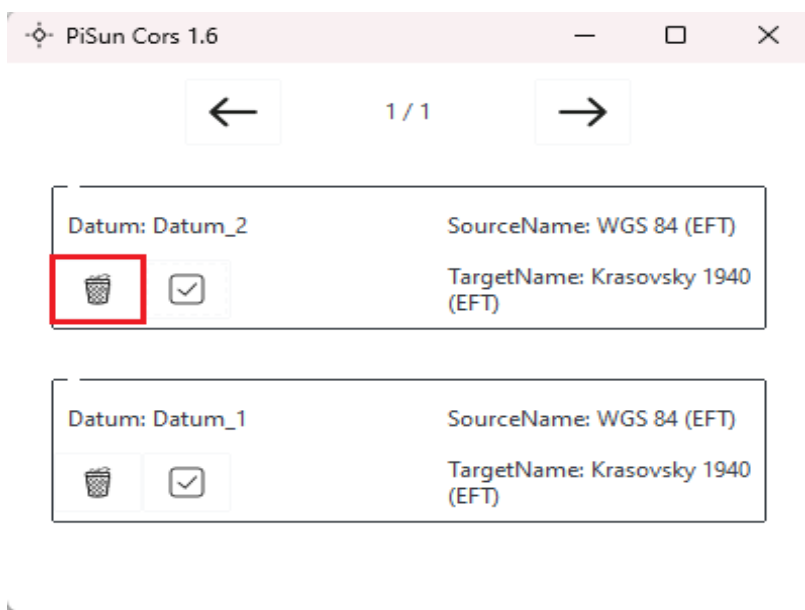 PiSun Cors 1.6
1 / 1
Datum: Datum_2
SourceName: WGS 84 (EFT)
TargetName: Krasovsky 1940
(EFT)
Datum: Datum_1
SourceName: WGS 84 (EFT)
TargetName: Krasovsky 1940
(EFT)